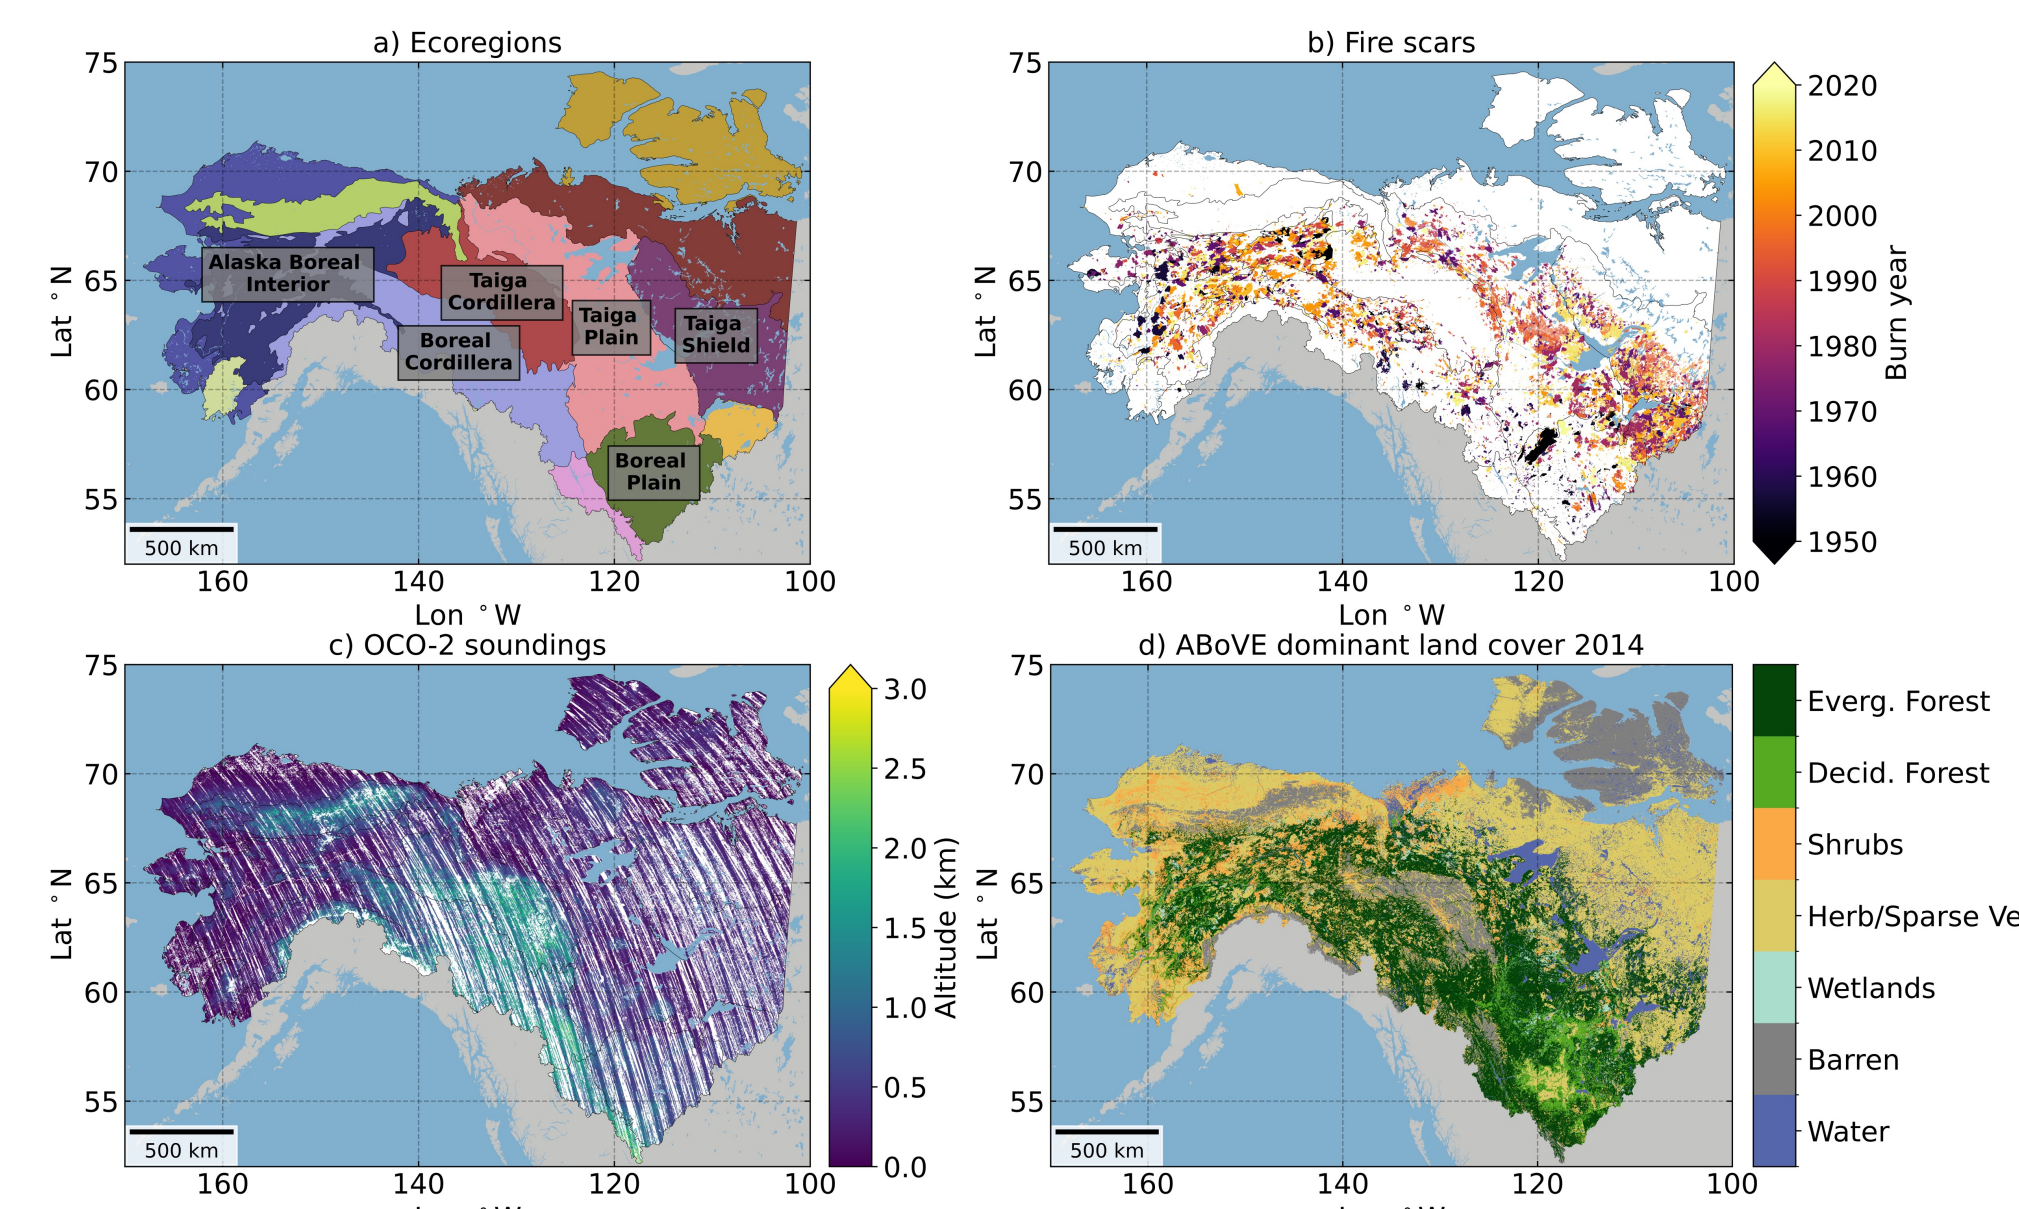 a) Ecoregions
75
70
65
60
55
Lat °N
Alaska Boreal
Interior
Taiga
Cordillera
Boreal
Cordillera
Taiga
Plain
Taiga
Shield
Boreal
Plain
500 km
160
140
120
100
Lon °W
b) Fire scars
75
70
65
60
55
Lat °N
500 km
160
140
120
100
Lon °W
2020
2010
2000
1990
1980
1970
1960
1950
Burn year
c) OCO-2 soundings
75
70
65
60
55
Lat °N
500 km
160
140
120
100
3.0
2.5
2.0
1.5
1.0
0.5
0.0
Altitude (km)
d) ABoVE dominant land cover 2014
75
70
65
60
55
Lat °N
500 km
160
140
120
100
Everg. Forest
Decid. Forest
Shrubs
Herb/Sparse Ve
Wetlands
Barren
Water